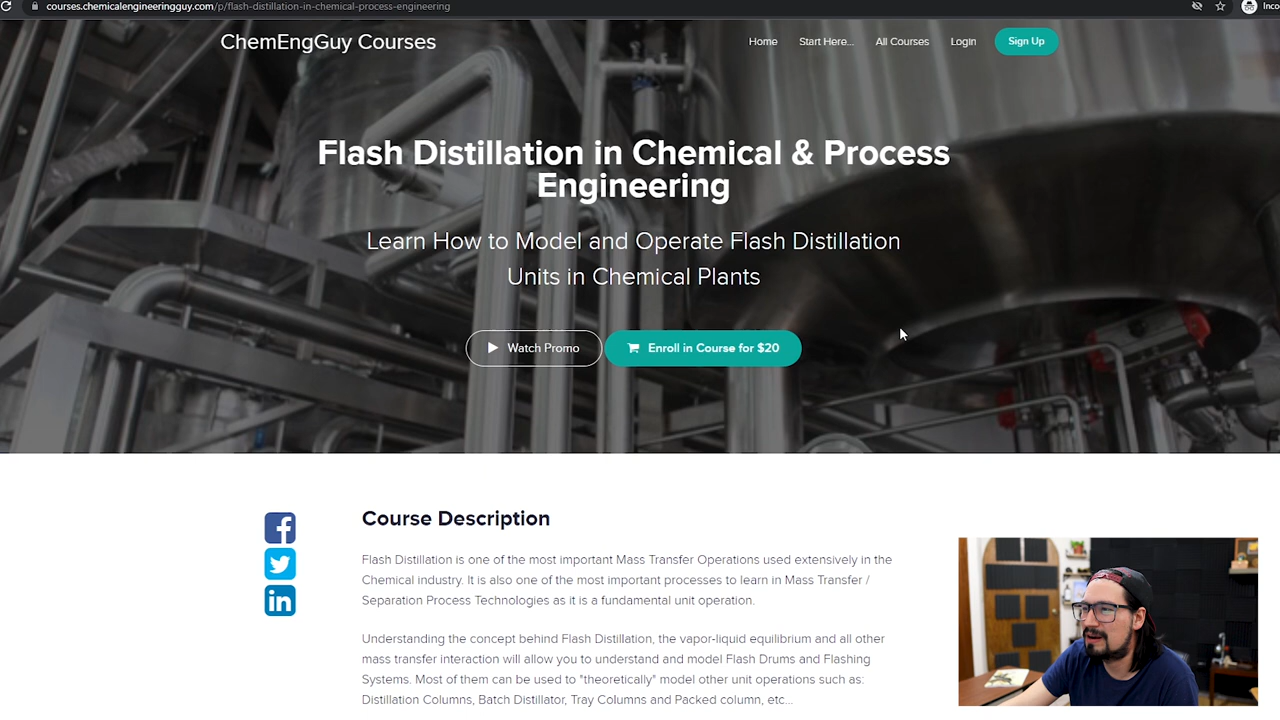 courses.chemicalengineeringguy.com/p/flash-distillation-in-chemical-process-engineering
Inco
ChemEngGuy Courses
Home
Start Here...
All Courses
Login
Sign Up
Flash Distillation in Chemical & Process
Engineering
Learn How to Model and Operate Flash Distillation
Units in Chemical Plants
Watch Promo
Enroll in Course for $20
Course Description
Flash Distillation is one of the most important Mass Transfer Operations used extensively in the
Chemical industry. It is also one of the most important processes to learn in Mass Transfer /
Separation Process Technologies as it is a fundamental unit operation.
Understanding the concept behind Flash Distillation, the vapor-liquid equilibrium and all other
mass transfer interaction will allow you to understand and model Flash Drums and Flashing
Systems. Most of them can be used to "theoretically" model other unit operations such as:
Distillation Columns, Batch Distillator, Tray Columns and Packed column, etc...